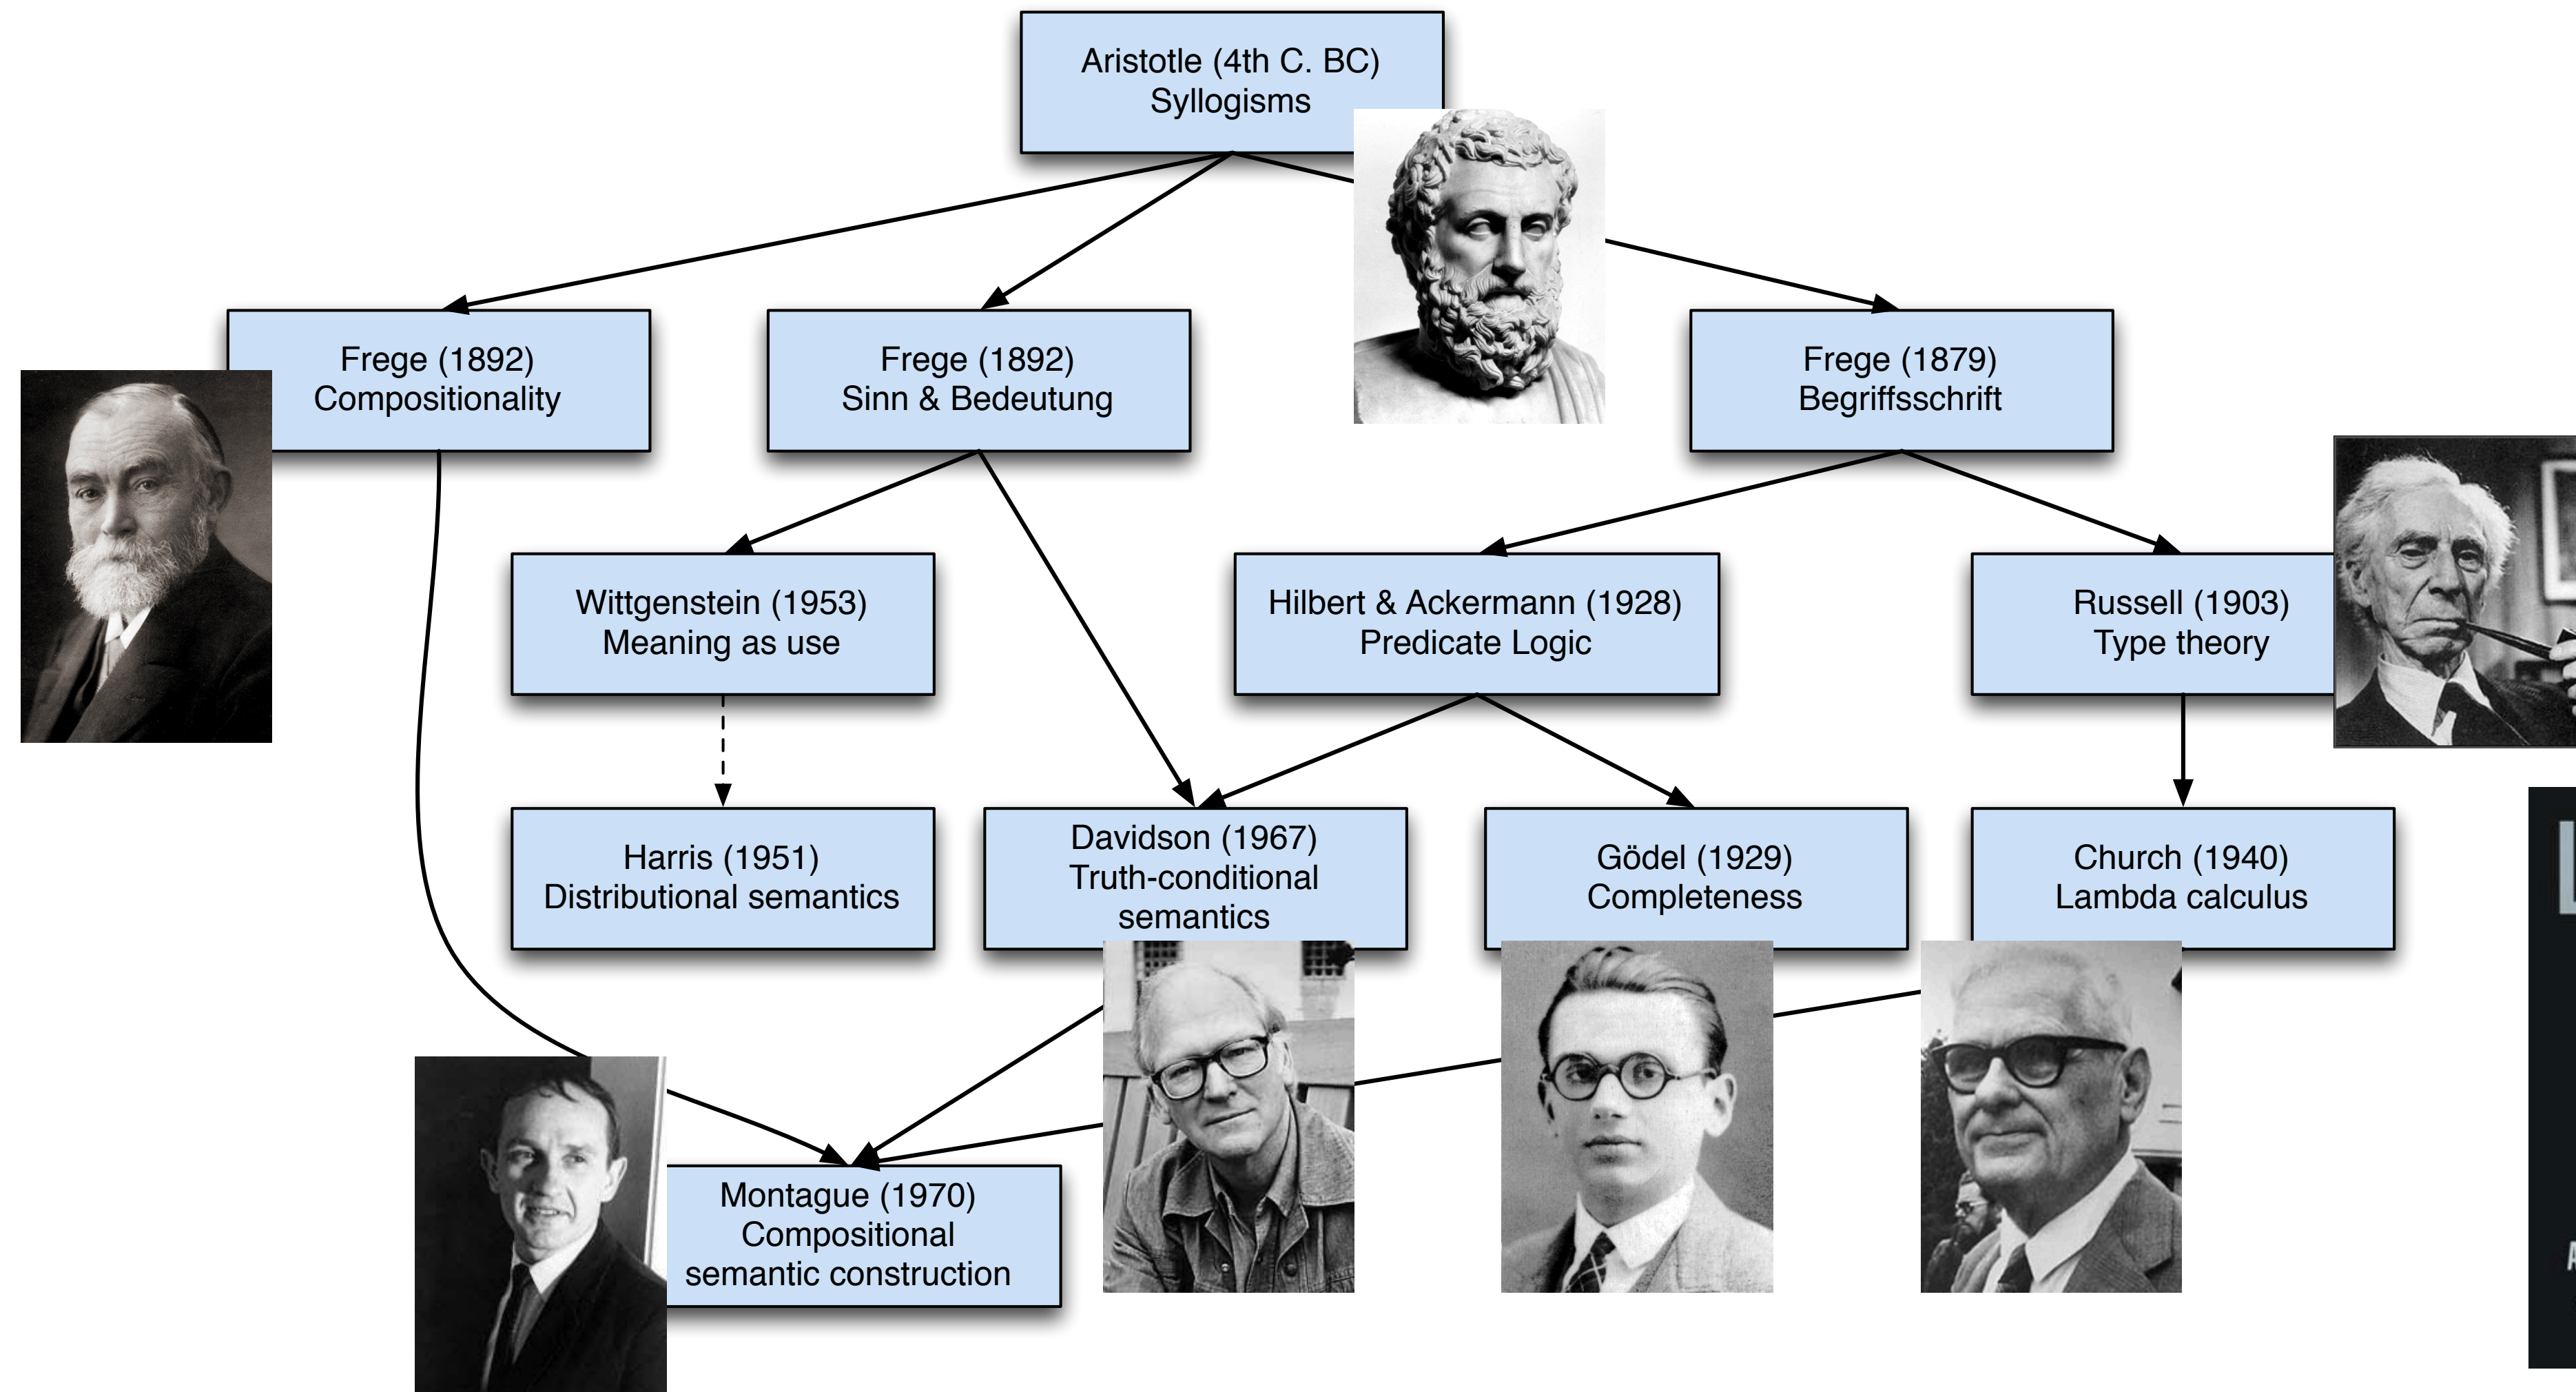 Aristotle (4th C. BC)
Syllogisms
Frege (1892)
Compositionality
Frege (1892)
Sinn & Bedeutung
Frege (1879)
Begriffsschrift
Wittgenstein (1953)
Meaning as use
Hilbert & Ackermann (1928)
Predicate Logic
Russell (1903)
Type theory
Harris (1951)
Distributional semantics
Davidson (1967)
Truth-conditional
semantics
Gödel (1929)
Completeness
Church (1940)
Lambda calculus
Montague (1970)
Compositional
semantic construction